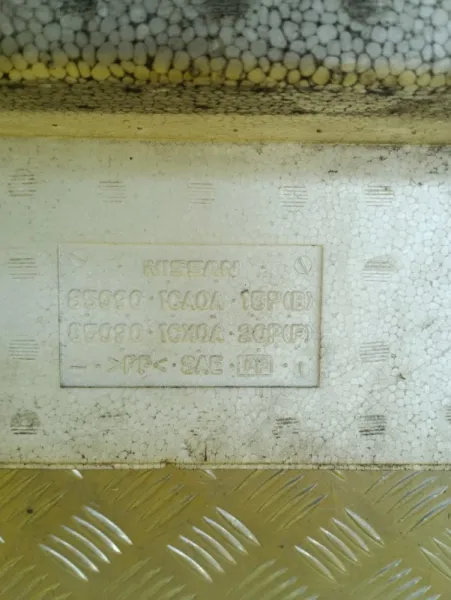 NISSAN
85090 · 1CA0A · 15P(B)
85090 · 1CX0A · 20P(F)
>PP< · SAE ·